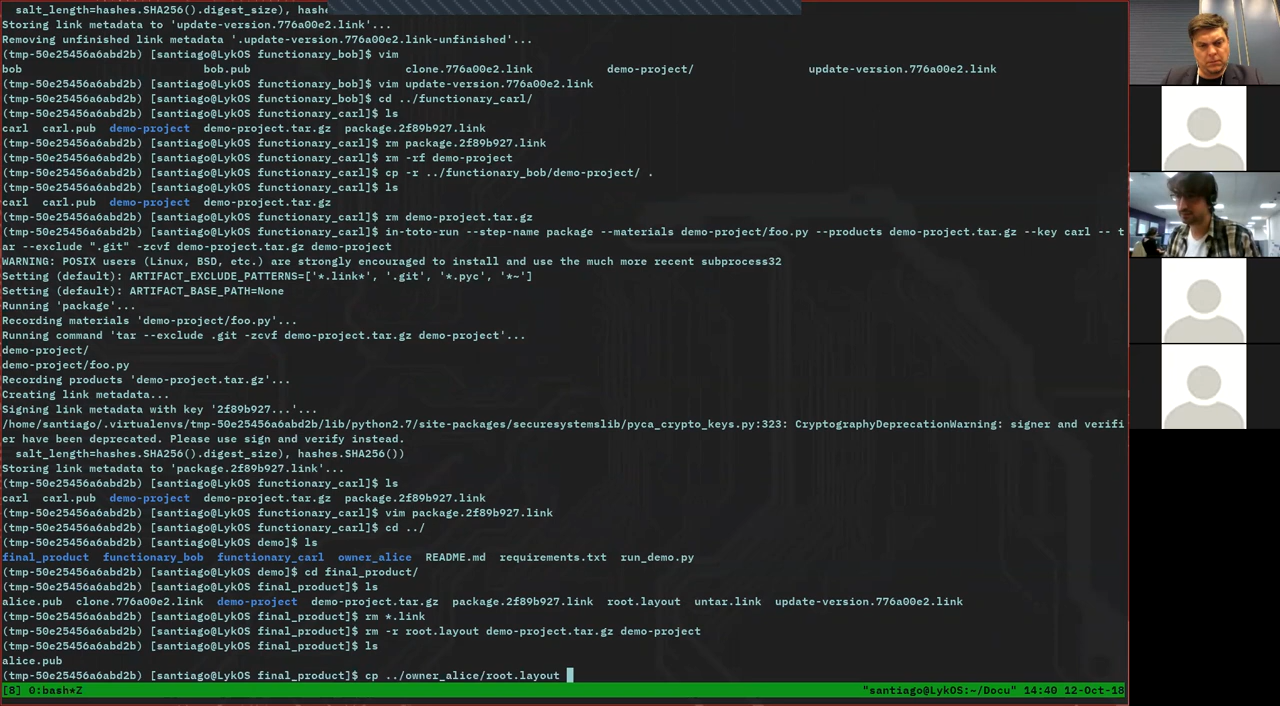 salt_length=hashes.SHA256().digest_size), hashe
Storing link metadata to 'update-version.776a00e2.link'...
Removing unfinished link metadata '.update-version.776a00e2.link-unfinished'...
(tmp-50e25456a6abd2b) [santiago@LykOS functionary_bob]$ vim
bob bob.pub clone.776a00e2.link demo-project/ update-version.776a00e2.link
(tmp-50e25456a6abd2b) [santiago@LykOS functionary_bob]$ vim update-version.776a00e2.link
(tmp-50e25456a6abd2b) [santiago@LykOS functionary_bob]$ cd ../functionary_carl/
(tmp-50e25456a6abd2b) [santiago@LykOS functionary_carl]$ ls
carl carl.pub demo-project demo-project.tar.gz package.2f89b927.link
(tmp-50e25456a6abd2b) [santiago@LykOS functionary_carl]$ rm package.2f89b927.link
(tmp-50e25456a6abd2b) [santiago@LykOS functionary_carl]$ rm -rf demo-project
(tmp-50e25456a6abd2b) [santiago@LykOS functionary_carl]$ cp -r ../functionary_bob/demo-project/ .
(tmp-50e25456a6abd2b) [santiago@LykOS functionary_carl]$ ls
carl carl.pub demo-project demo-project.tar.gz
(tmp-50e25456a6abd2b) [santiago@LykOS functionary_carl]$ rm demo-project.tar.gz
(tmp-50e25456a6abd2b) [santiago@LykOS functionary_carl]$ in-toto-run --step-name package --materials demo-project/foo.py --products demo-project.tar.gz --key carl -- t
ar --exclude ".git" -zcvf demo-project.tar.gz demo-project
WARNING: POSIX users (Linux, BSD, etc.) are strongly encouraged to install and use the much more recent subprocess32
Setting (default): ARTIFACT_EXCLUDE_PATTERNS=['*.link*', '.git', '*.pyc', '*~']
Setting (default): ARTIFACT_BASE_PATH=None
Running 'package'...
Recording materials 'demo-project/foo.py'...
Running command 'tar --exclude .git -zcvf demo-project.tar.gz demo-project'...
demo-project/
demo-project/foo.py
Recording products 'demo-project.tar.gz'...
Creating link metadata...
Signing link metadata with key '2f89b927...'...
/home/santiago/.virtualenvs/tmp-50e25456a6abd2b/lib/python2.7/site-packages/securesystemslib/pyca_crypto_keys.py:323: CryptographyDeprecationWarning: signer and verifi
er have been deprecated. Please use sign and verify instead.
salt_length=hashes.SHA256().digest_size), hashes.SHA256())
Storing link metadata to 'package.2f89b927.link'...
(tmp-50e25456a6abd2b) [santiago@LykOS functionary_carl]$ ls
carl carl.pub demo-project demo-project.tar.gz package.2f89b927.link
(tmp-50e25456a6abd2b) [santiago@LykOS functionary_carl]$ vim package.2f89b927.link
(tmp-50e25456a6abd2b) [santiago@LykOS functionary_carl]$ cd ../
(tmp-50e25456a6abd2b) [santiago@LykOS demo]$ ls
final_product functionary_bob functionary_carl owner_alice README.md requirements.txt run_demo.py
(tmp-50e25456a6abd2b) [santiago@LykOS demo]$ cd final_product/
(tmp-50e25456a6abd2b) [santiago@LykOS final_product]$ ls
alice.pub clone.776a00e2.link demo-project demo-project.tar.gz package.2f89b927.link root.layout untar.link update-version.776a00e2.link
(tmp-50e25456a6abd2b) [santiago@LykOS final_product]$ rm *.link
(tmp-50e25456a6abd2b) [santiago@LykOS final_product]$ rm -r root.layout demo-project.tar.gz demo-project
(tmp-50e25456a6abd2b) [santiago@LykOS final_product]$ ls
alice.pub
(tmp-50e25456a6abd2b) [santiago@LykOS final_product]$ cp ../owner_alice/root.layout
[8] 0:bash*Z "santiago@LykOS:~/Docu" 14:40 12-Oct-18